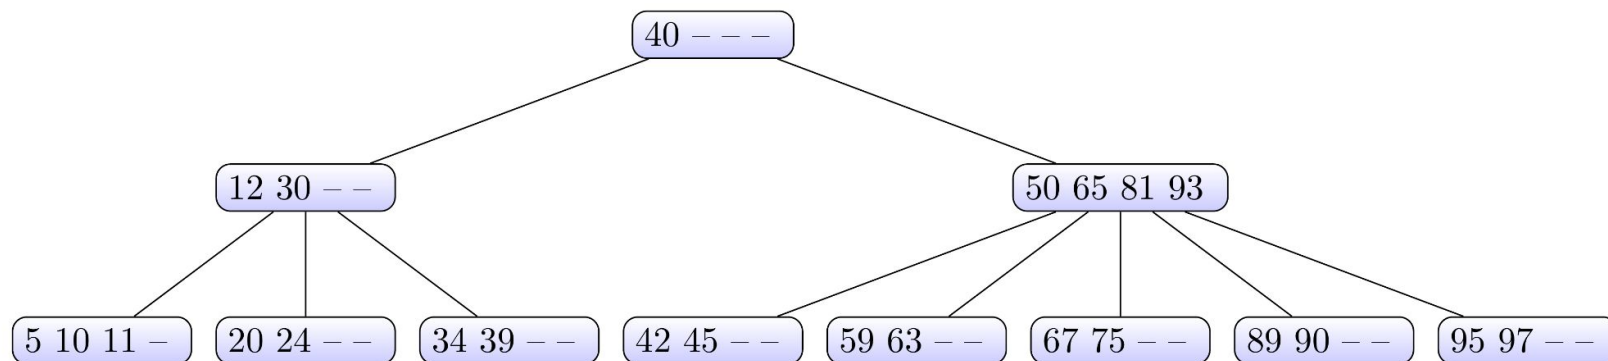 40 – – –
12 30 – –
50 65 81 93
5 10 11 –
20 24 – –
34 39 – –
42 45 – –
59 63 – –
67 75 – –
89 90 – –
95 97 – –